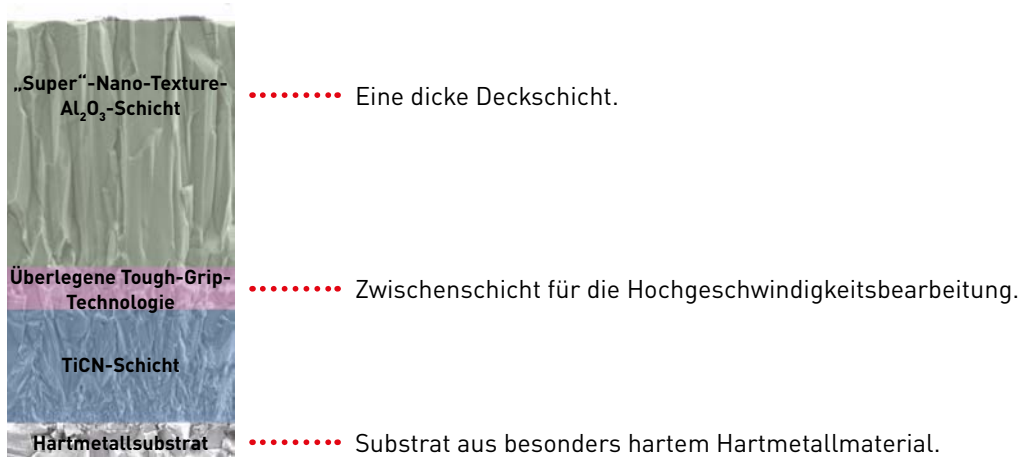 „Super“-Nano-Texture-
Al₂O₃-Schicht
Eine dicke Deckschicht.
Überlegene Tough-Grip-
Technologie
Zwischenschicht für die Hochgeschwindigkeitsbearbeitung.
TiCN-Schicht
Hartmetallsubstrat
Substrat aus besonders hartem Hartmetallmaterial.